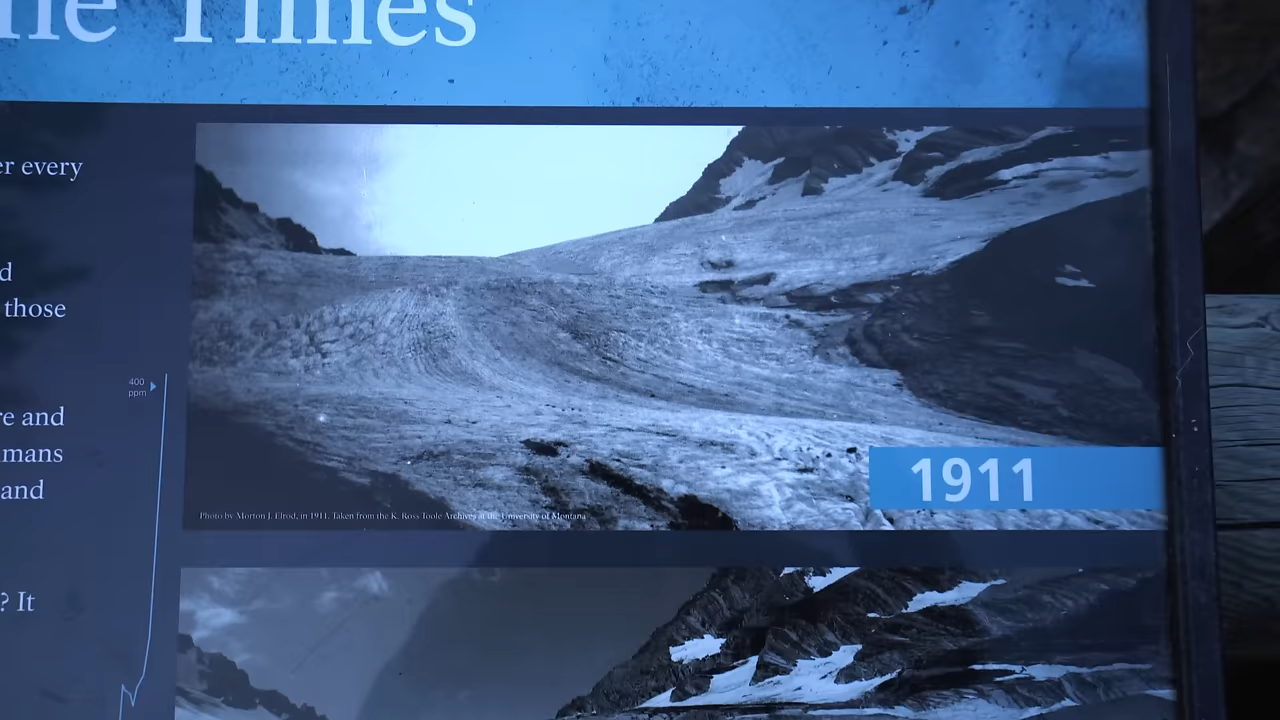 he Times
er every
d
those
400
ppm
re and
mans
and
? It
1911
Photo by Morton J. Elrod, in 1911. Taken from the K. Ross Toole Archives at the University of Montana